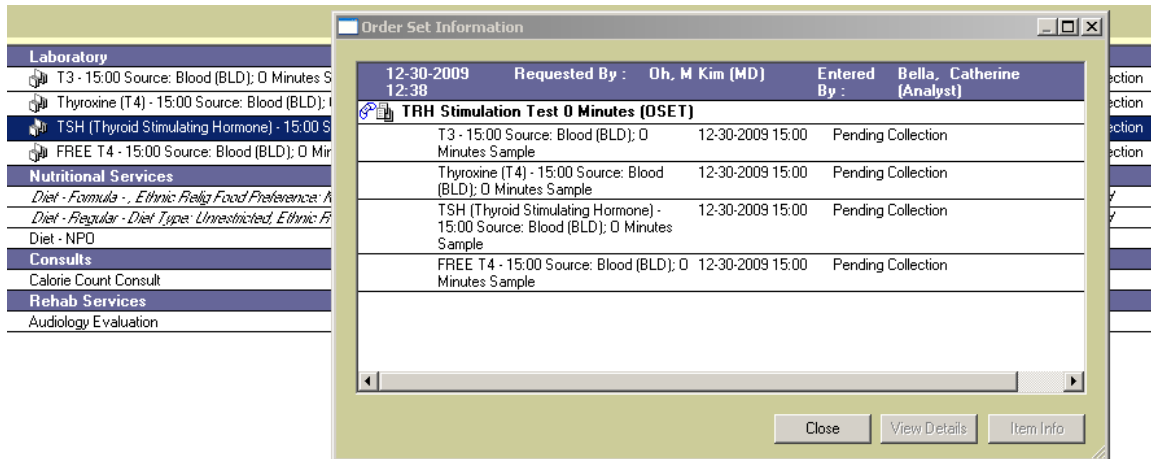 Order Set Information
Laboratory
T3 - 15:00 Source: Blood (BLD); 0 Minutes S
ection
Thyroxine (T4) - 15:00 Source: Blood (BLD);
ection
TSH (Thyroid Stimulating Hormone) - 15:00 S
ection
FREE T4 - 15:00 Source: Blood (BLD); 0 Min
ection
Nutritional Services
Diet - Formula - , Ethnic Relig Food Preference: N
Diet - Regular - Diet Type: Unrestricted, Ethnic R
Diet - NPO
Consults
Calorie Count Consult
Rehab Services
Audiology Evaluation
12-30-2009 Requested By : Oh, M Kim (MD) Entered Bella, Catherine
12:38 By : (Analyst)
TRH Stimulation Test 0 Minutes (OSET)
T3 - 15:00 Source: Blood (BLD); 0 12-30-2009 15:00 Pending Collection
Minutes Sample
Thyroxine (T4) - 15:00 Source: Blood 12-30-2009 15:00 Pending Collection
(BLD); 0 Minutes Sample
TSH (Thyroid Stimulating Hormone) - 12-30-2009 15:00 Pending Collection
15:00 Source: Blood (BLD); 0 Minutes
Sample
FREE T4 - 15:00 Source: Blood (BLD); 0 12-30-2009 15:00 Pending Collection
Minutes Sample
Close View Details Item Info